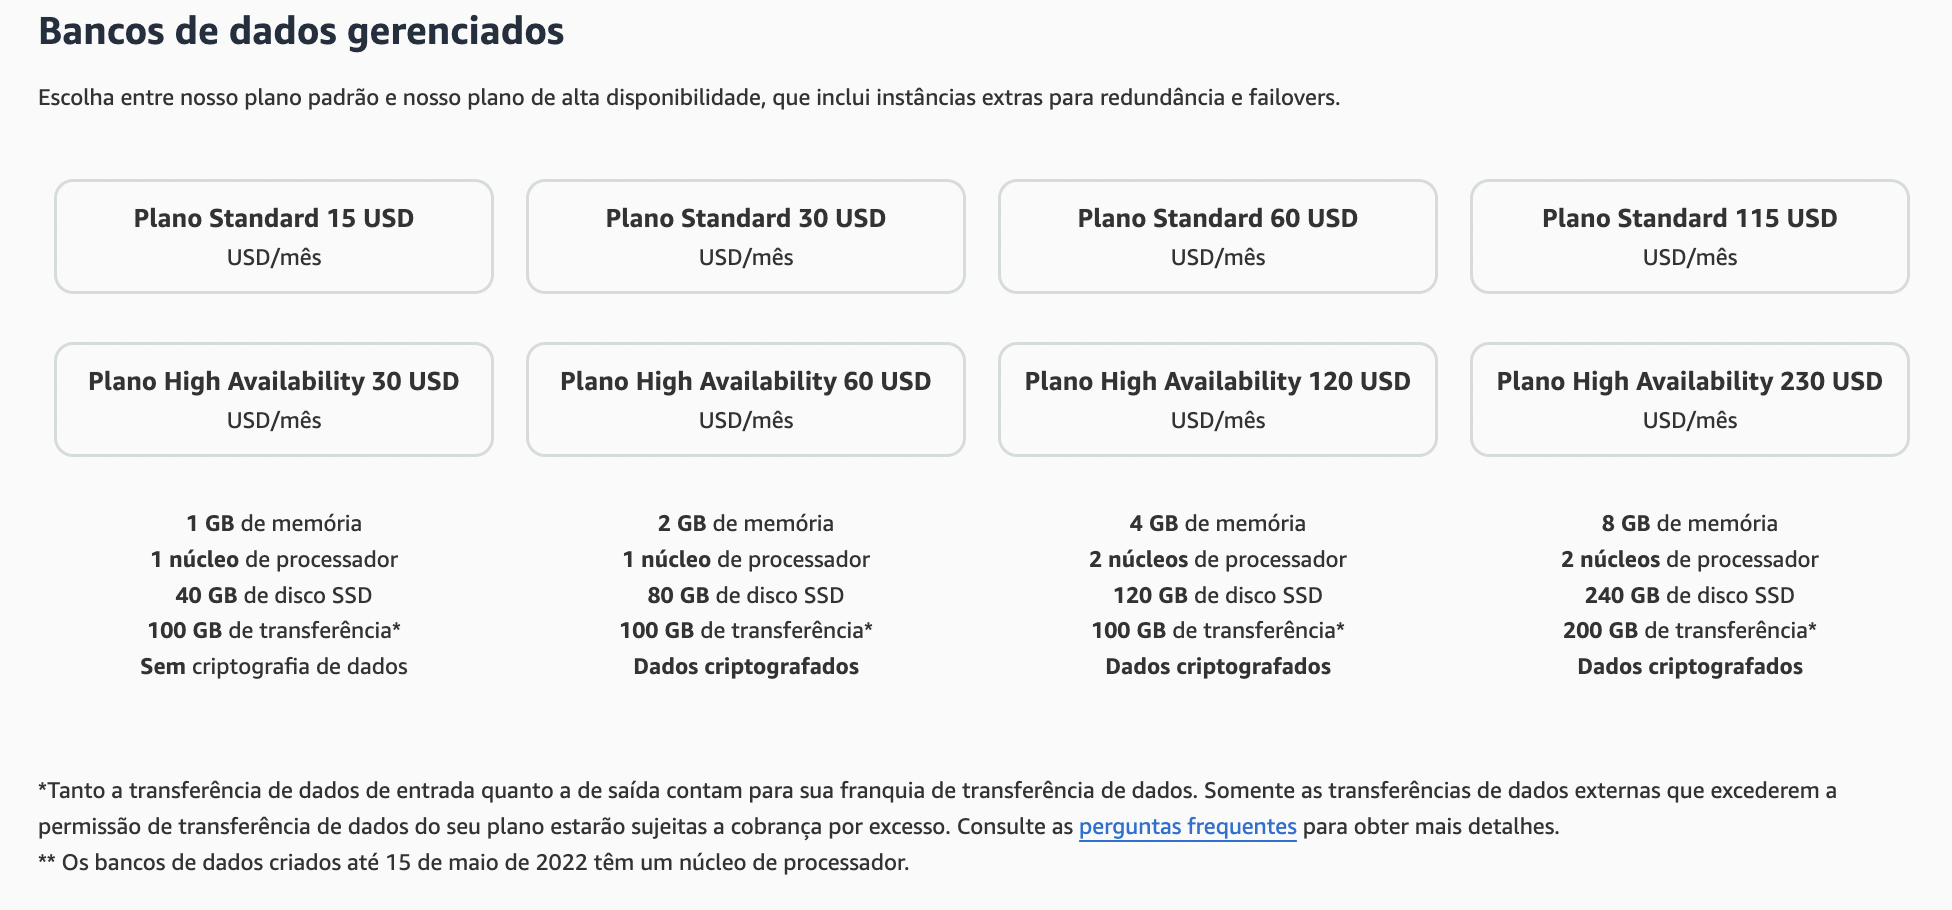 Bancos de dados gerenciados
Escolha entre nosso plano padrão e nosso plano de alta disponibilidade, que inclui instâncias extras para redundância e failovers.
Plano Standard 15 USD
USD/mês
Plano Standard 30 USD
USD/mês
Plano Standard 60 USD
USD/mês
Plano Standard 115 USD
USD/mês
Plano High Availability 30 USD
USD/mês
Plano High Availability 60 USD
USD/mês
Plano High Availability 120 USD
USD/mês
Plano High Availability 230 USD
USD/mês
1 GB de memória
1 núcleo de processador
40 GB de disco SSD
100 GB de transferência*
Sem criptografia de dados
2 GB de memória
1 núcleo de processador
80 GB de disco SSD
100 GB de transferência*
Dados criptografados
4 GB de memória
2 núcleos de processador
120 GB de disco SSD
100 GB de transferência*
Dados criptografados
8 GB de memória
2 núcleos de processador
240 GB de disco SSD
200 GB de transferência*
Dados criptografados
*Tanto a transferência de dados de entrada quanto a de saída contam para sua franquia de transferência de dados. Somente as transferências de dados externas que excederem a
permissão de transferência de dados do seu plano estarão sujeitas a cobrança por excesso. Consulte as perguntas frequentes para obter mais detalhes.
** Os bancos de dados criados até 15 de maio de 2022 têm um núcleo de processador.